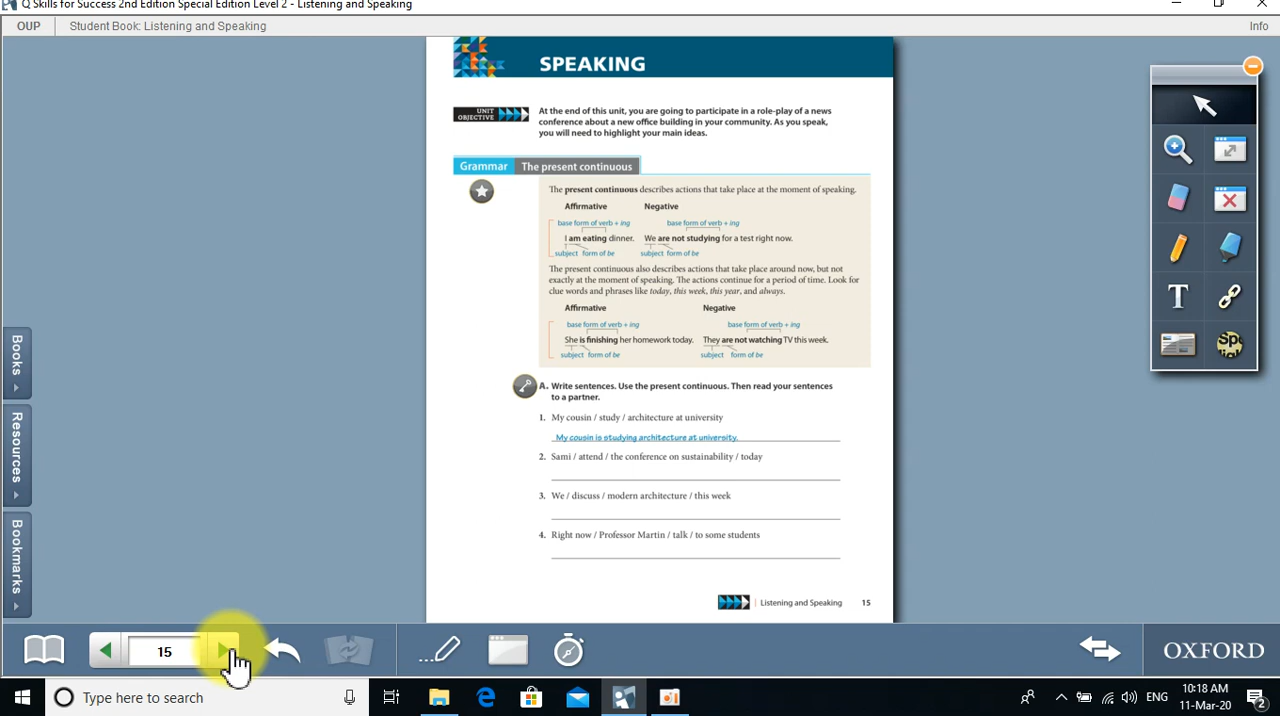 Q Skills for Success 2nd Edition Special Edition Level 2 - Listening and Speaking
OUP Student Book: Listening and Speaking Info
SPEAKING
UNIT OBJECTIVE
At the end of this unit, you are going to participate in a role-play of a news
conference about a new office building in your community. As you speak,
you will need to highlight your main ideas.
Grammar The present continuous
The present continuous describes actions that take place at the moment of speaking.
Affirmative Negative
base form of verb + ing base form of verb + ing
I am eating dinner. We are not studying for a test right now.
subject form of be subject form of be
The present continuous also describes actions that take place around now, but not
exactly at the moment of speaking. The actions continue for a period of time. Look for
clue words and phrases like today, this week, this year, and always.
Affirmative Negative
base form of verb + ing base form of verb + ing
She is finishing her homework today. They are not watching TV this week.
subject form of be subject form of be
A. Write sentences. Use the present continuous. Then read your sentences
to a partner.
1. My cousin / study / architecture at university
My cousin is studying architecture at university.
2. Sami / attend / the conference on sustainability / today
3. We / discuss / modern architecture / this week
4. Right now / Professor Martin / talk / to some students
Listening and Speaking 15
T
sp
Books
Resources
Bookmarks
15
OXFORD
Type here to search
ENG
10:18 AM
11-Mar-20
2